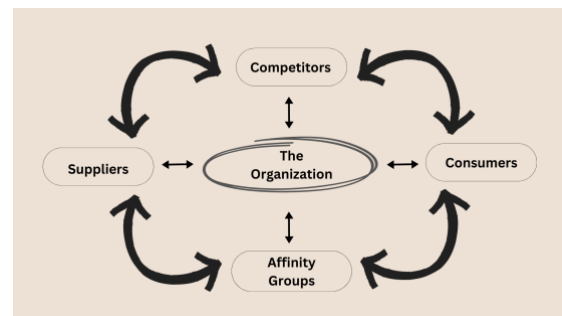 Competitors
Suppliers
The
Organization
Consumers
Affinity
Groups